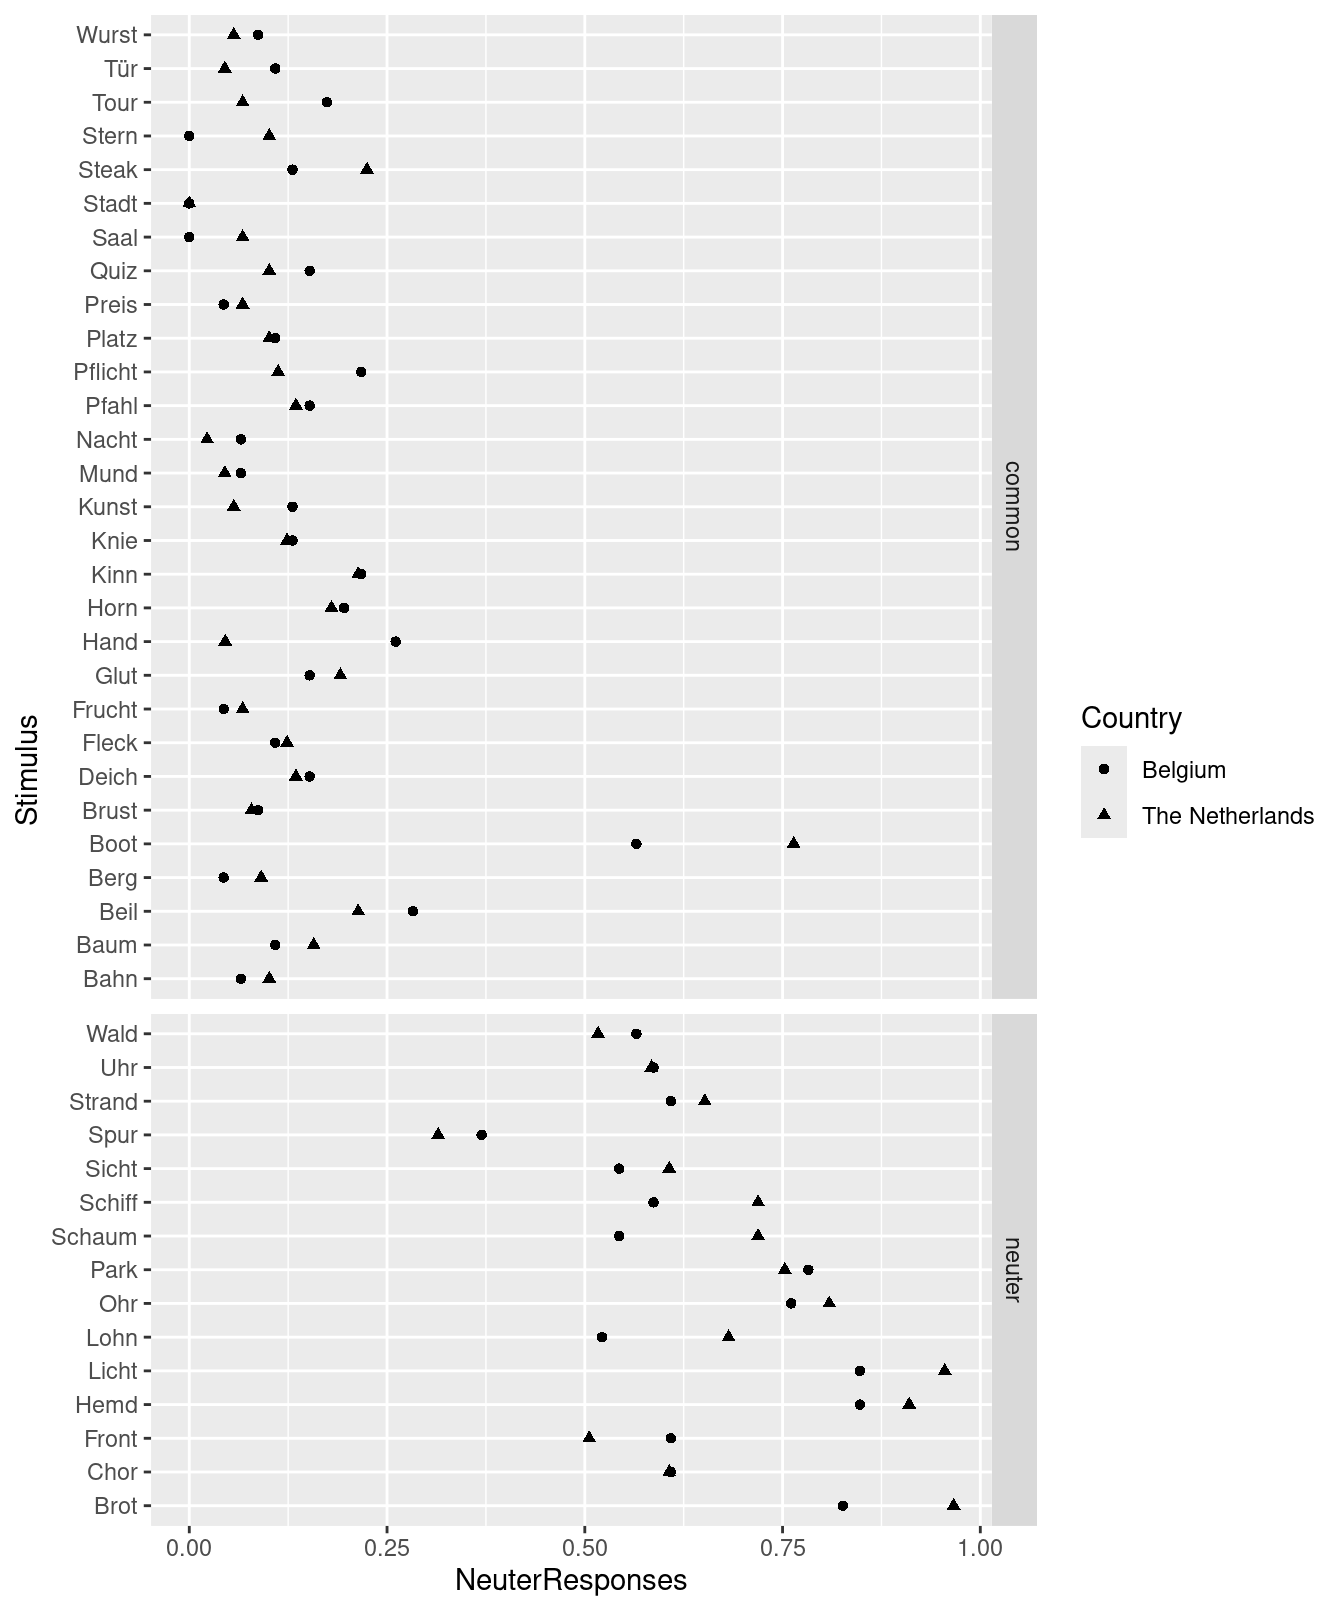 Wurst
Tür
Tour
Stern
Steak
Stadt
Saal
Quiz
Preis
Platz
Pflicht
Pfahl
Nacht
Mund
Kunst
Knie
Kinn
Horn
Hand
Glut
Frucht
Fleck
Deich
Brust
Boot
Berg
Beil
Baum
Bahn
common
Wald
Uhr
Strand
Spur
Sicht
Schiff
Schaum
Park
Ohr
Lohn
Licht
Hemd
Front
Chor
Brot
neuter
0.00 0.25 0.50 0.75 1.00
NeuterResponses
Stimulus
Country
Belgium
The Netherlands